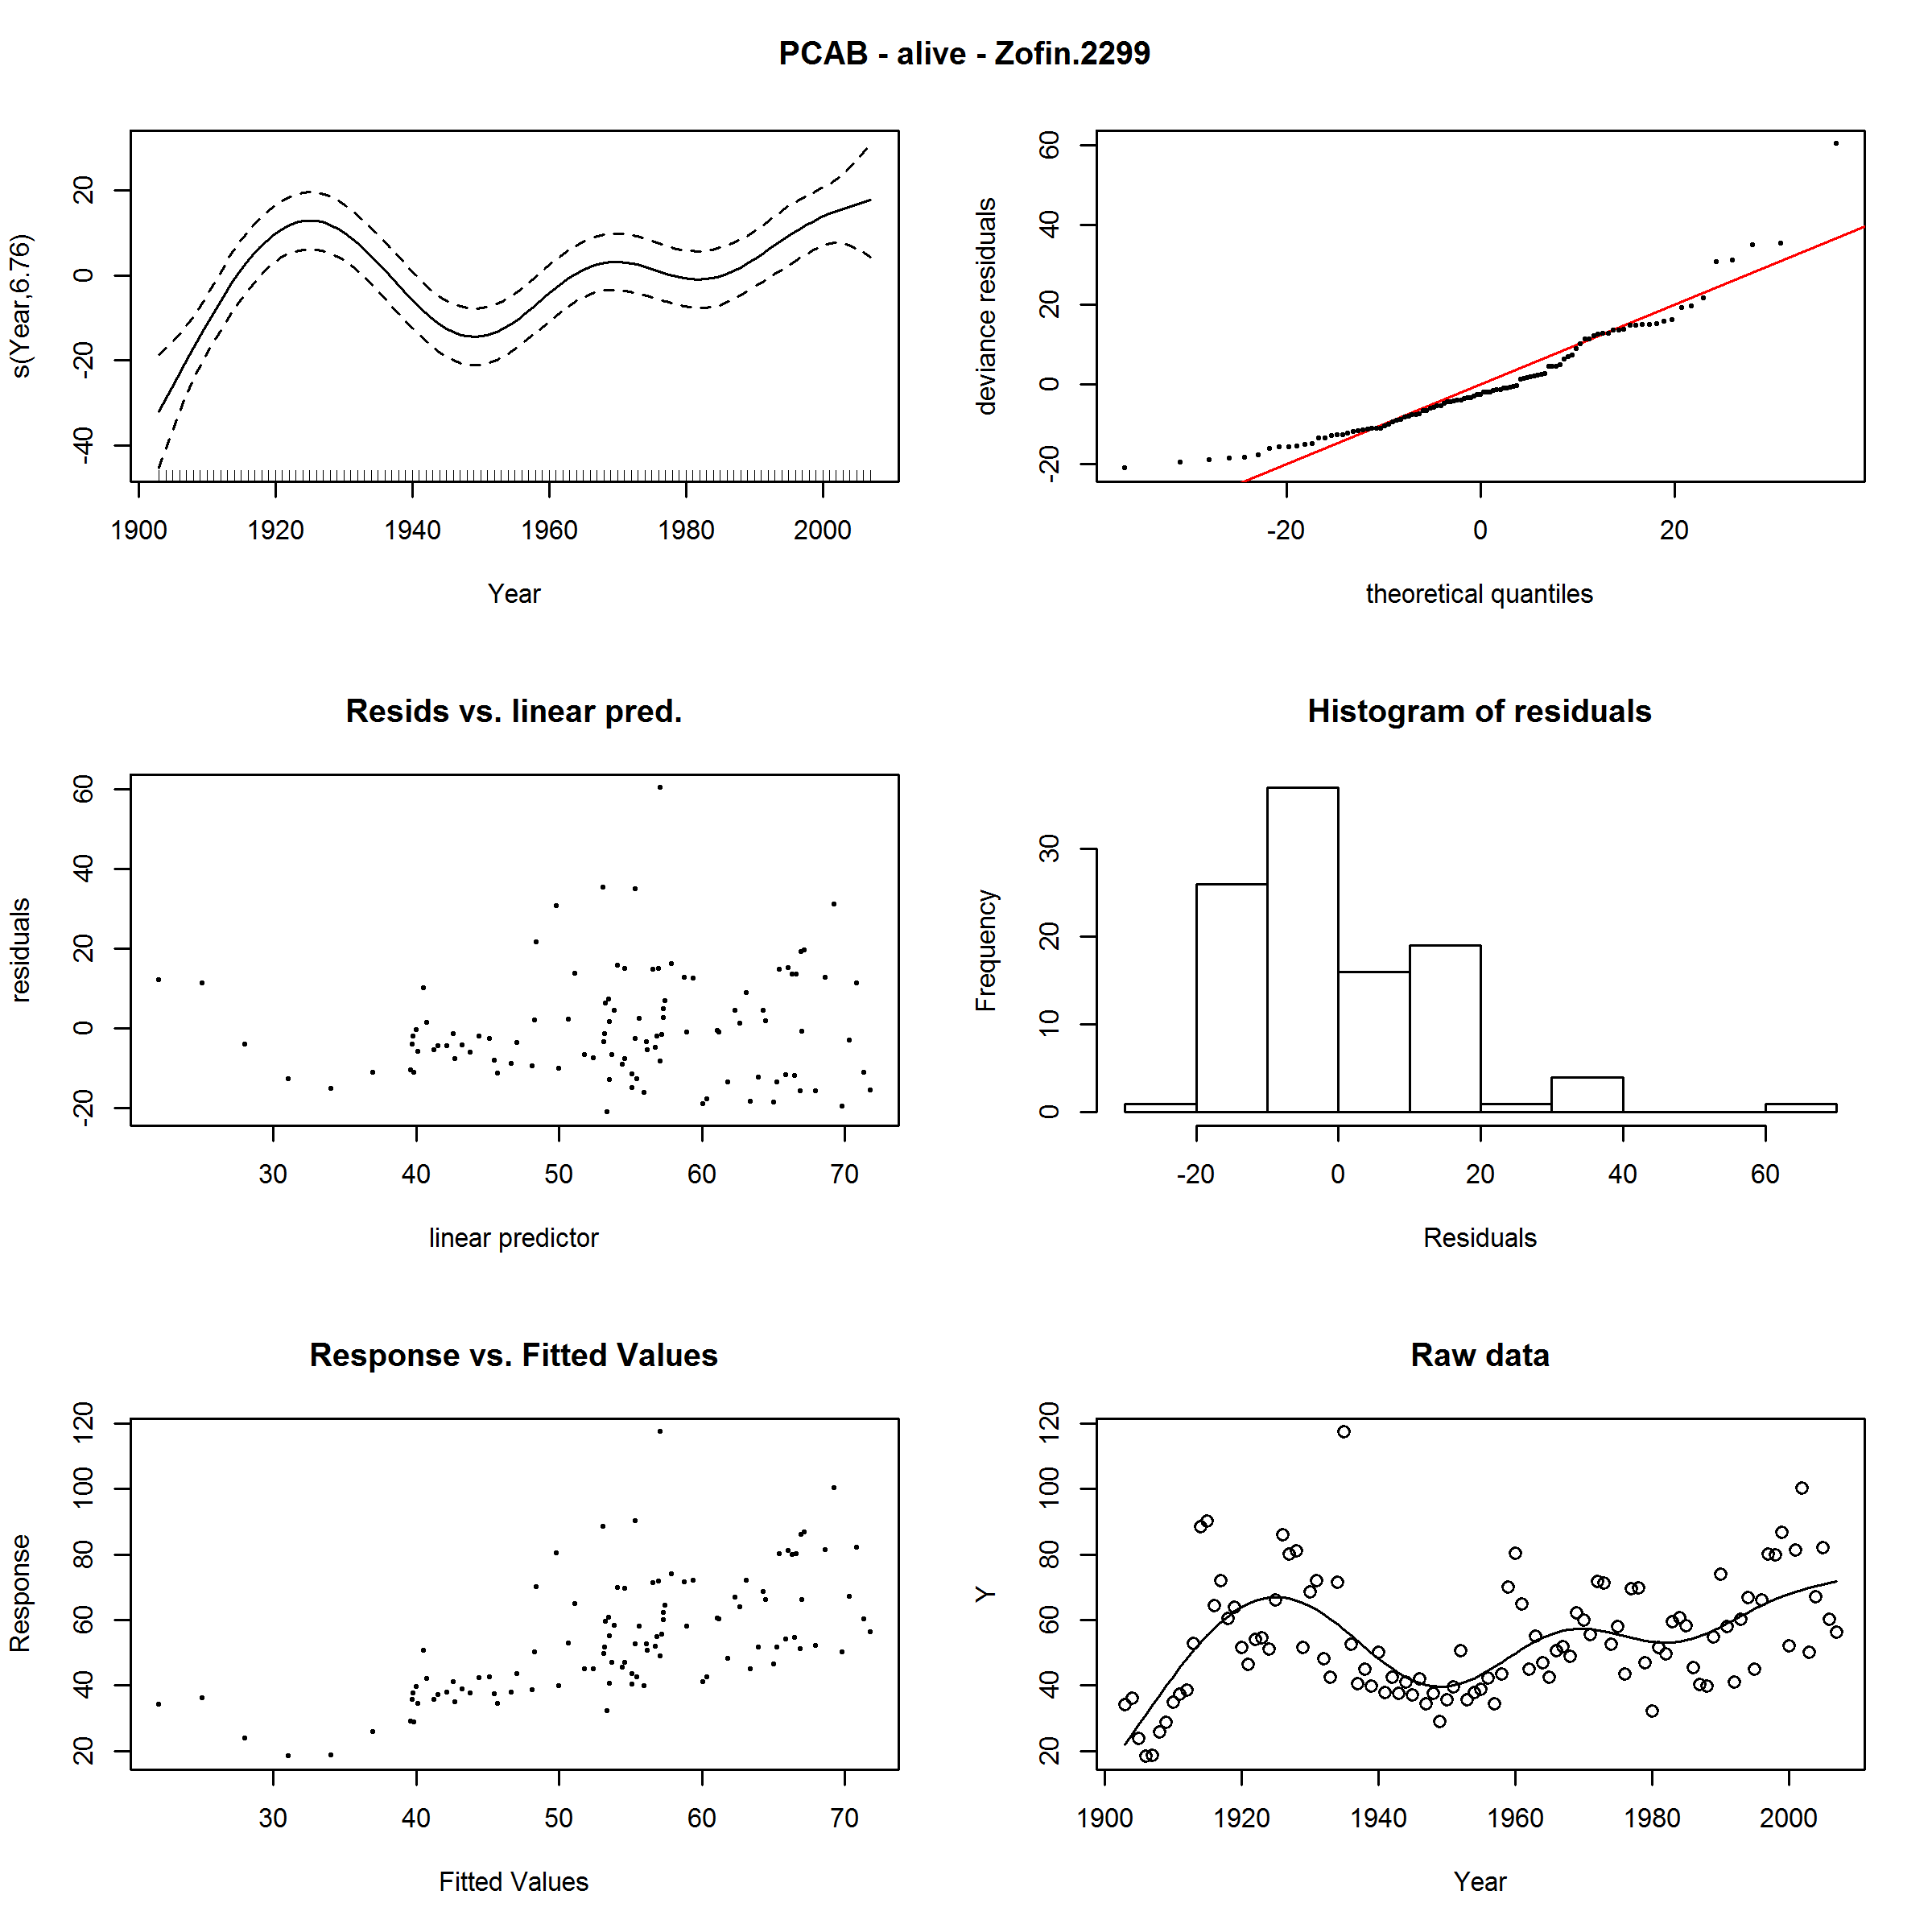 PCAB - alive - Zofin.2299
s(Year,6.76)
-40 -20 0 20
1900 1920 1940 1960 1980 2000
Year
deviance residuals
-20 0 20 40 60
-20 0 20
theoretical quantiles
Resids vs. linear pred.
residuals
-20 0 20 40 60
30 40 50 60 70
linear predictor
Histogram of residuals
Frequency
0 10 20 30
-20 0 20 40 60
Residuals
Response vs. Fitted Values
Response
20 40 60 80 100 120
30 40 50 60 70
Fitted Values
Raw data
Y
20 40 60 80 100 120
1900 1920 1940 1960 1980 2000
Year